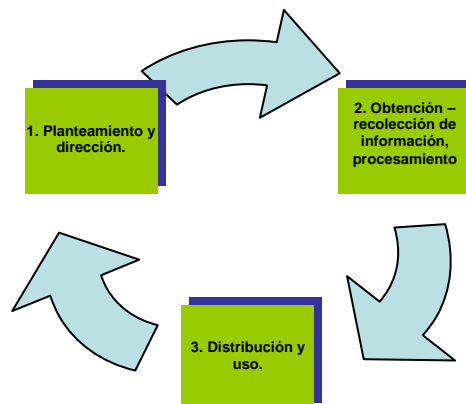 1. Planteamiento y
dirección.
2. Obtención –
recolección de
información,
procesamiento
3. Distribución y
uso.